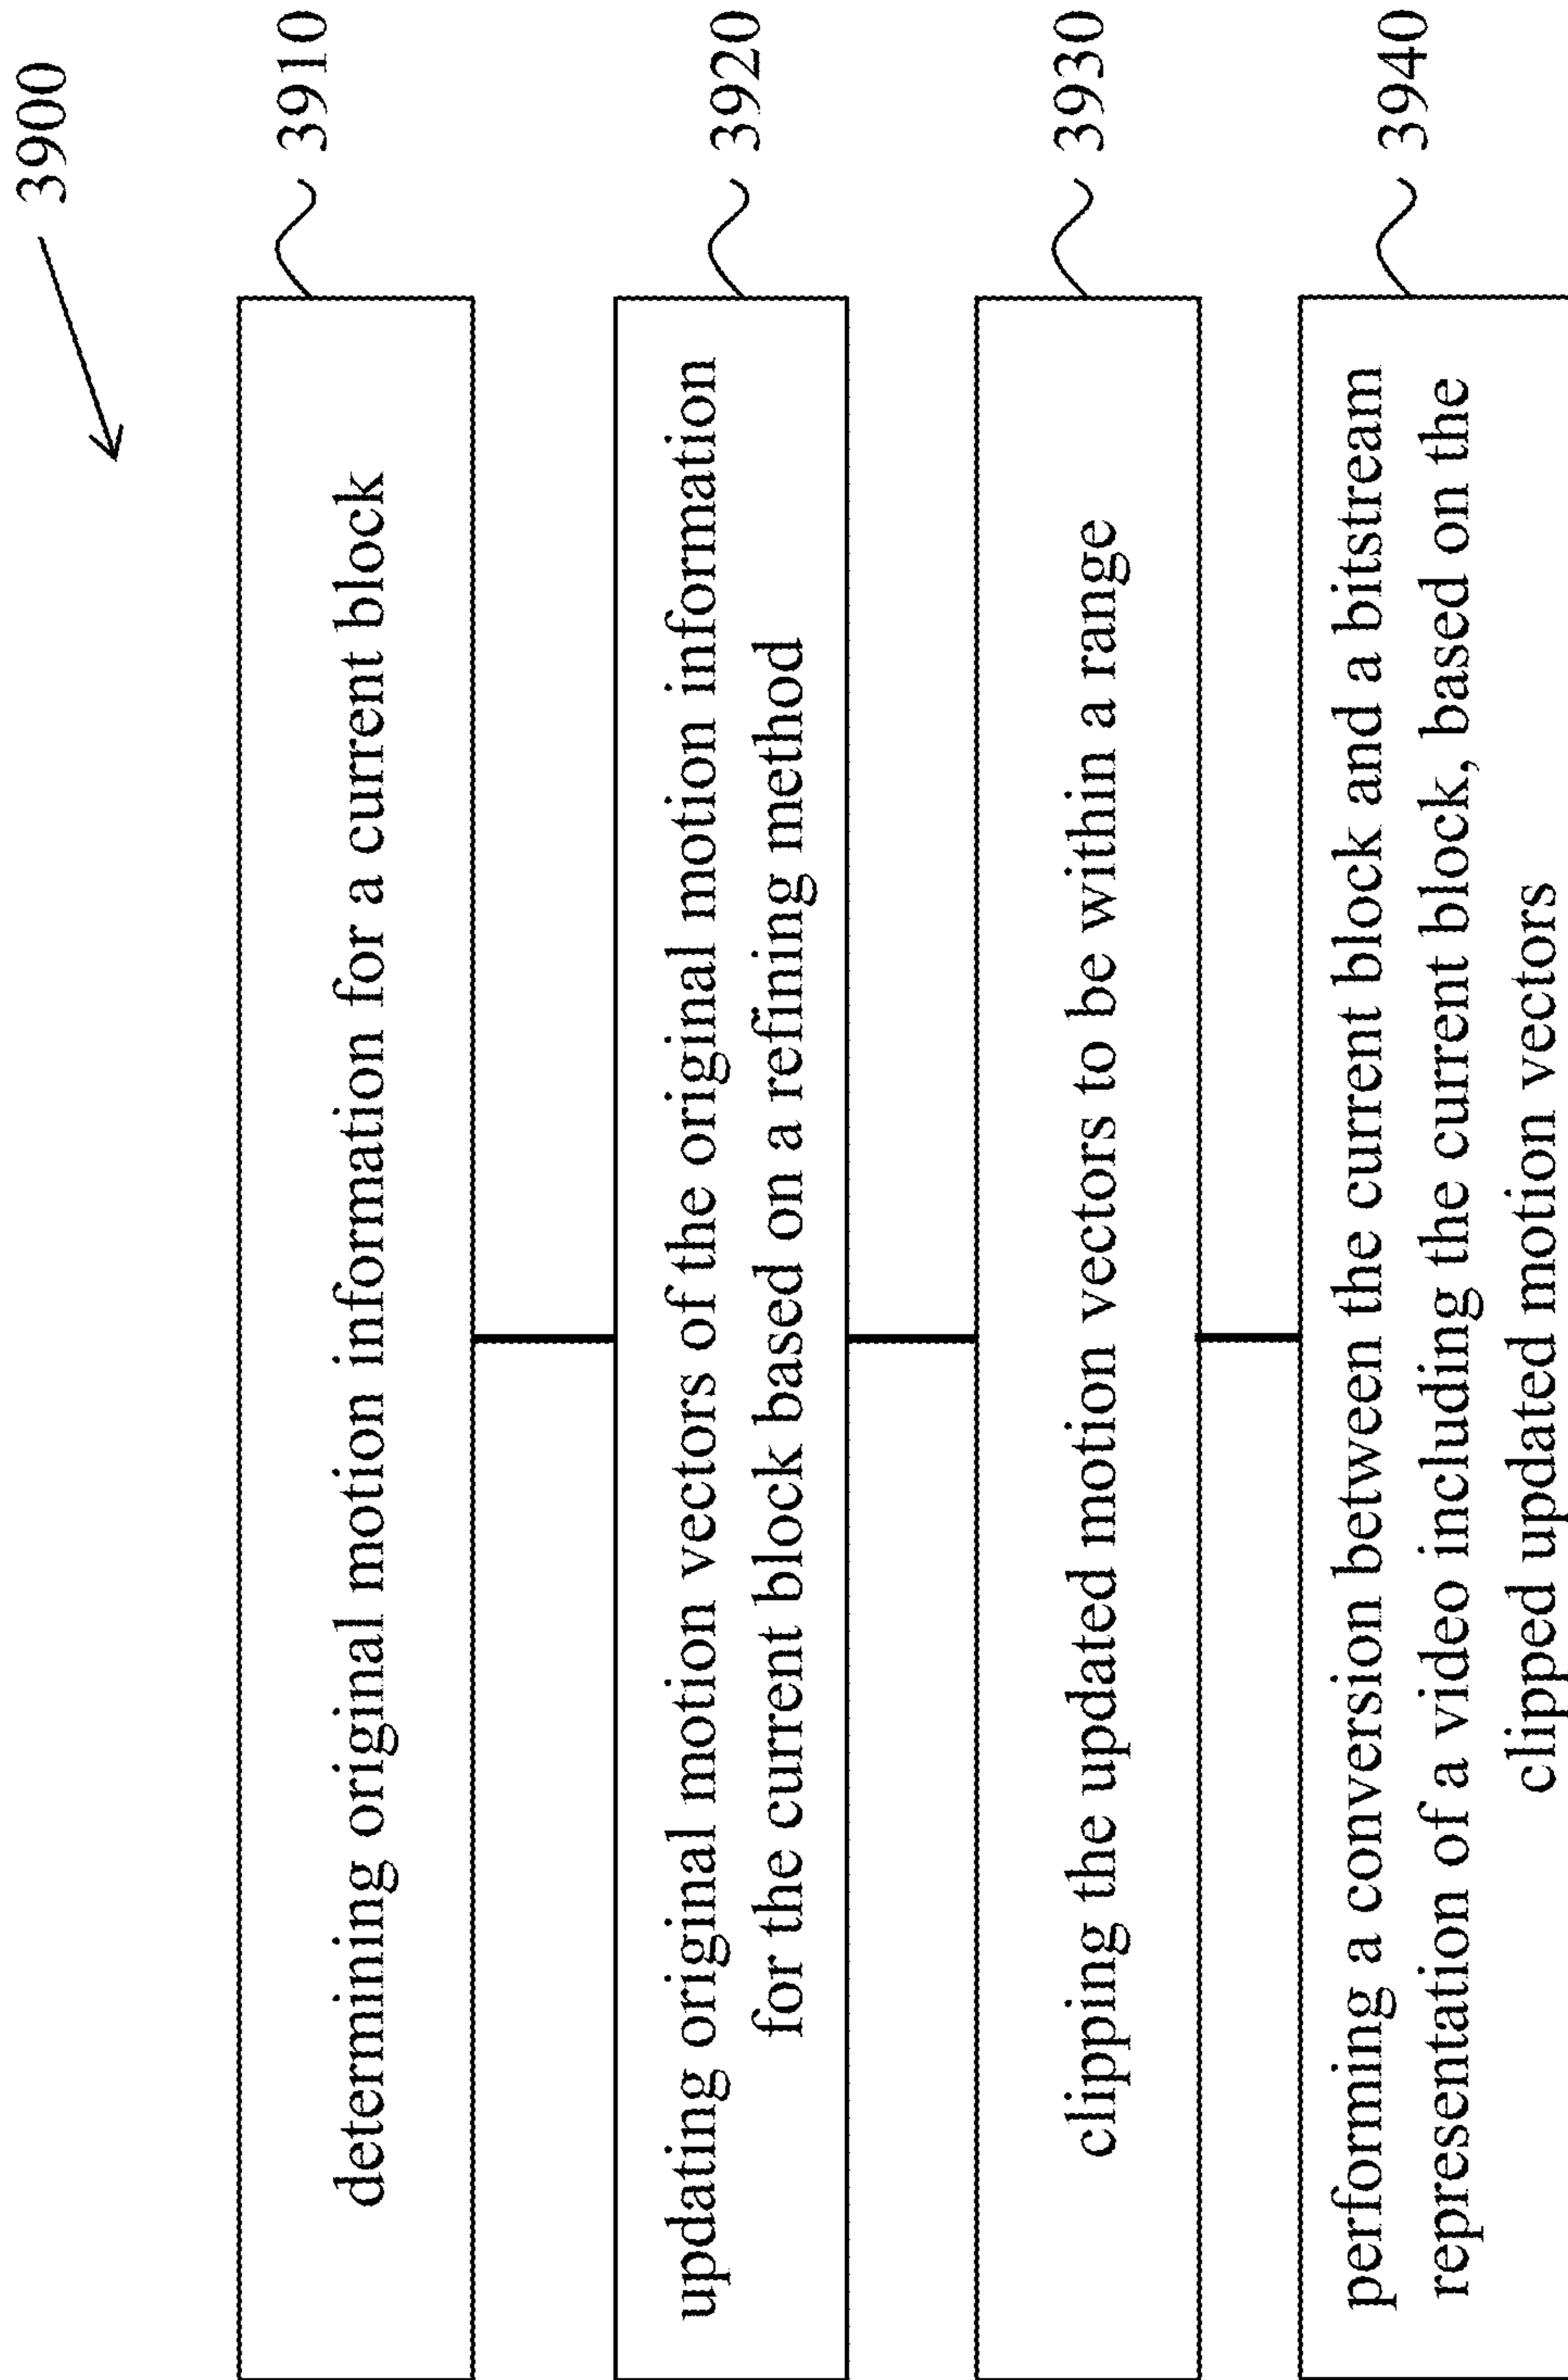 3900
3910
determining original motion information for a current block
3920
updating original motion vectors of the original motion information
for the current block based on a refining method
3930
clipping the updated motion vectors to be within a range
3940
performing a conversion between the current block and a bitstream
representation of a video including the current block, based on the
clipped updated motion vectors